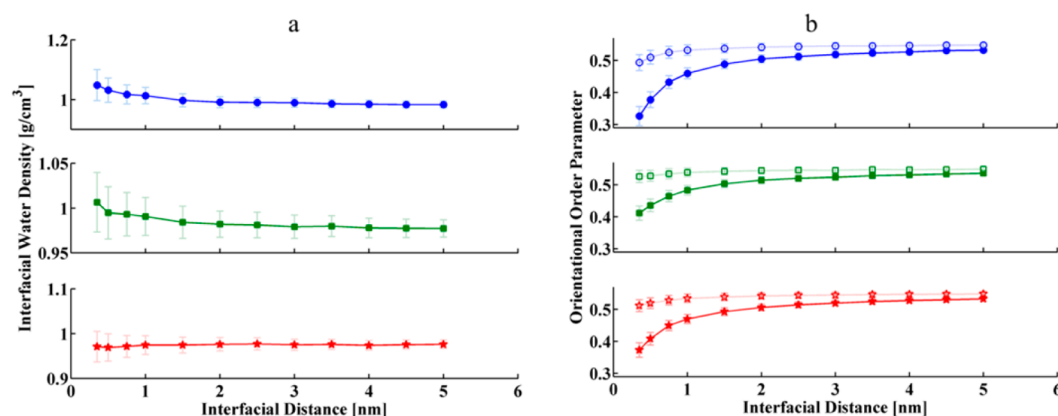 a
1.2
1
Interfacial Water Density [g/cm³]
1.05
1
0.95
1.1
1
0.9
0 1 2 3 4 5 6
Interfacial Distance [nm]
b
0.5
0.4
0.3
Orientational Order Parameter
0.5
0.4
0.3
0.5
0.4
0.3
0 1 2 3 4 5 6
Interfacial Distance [nm]